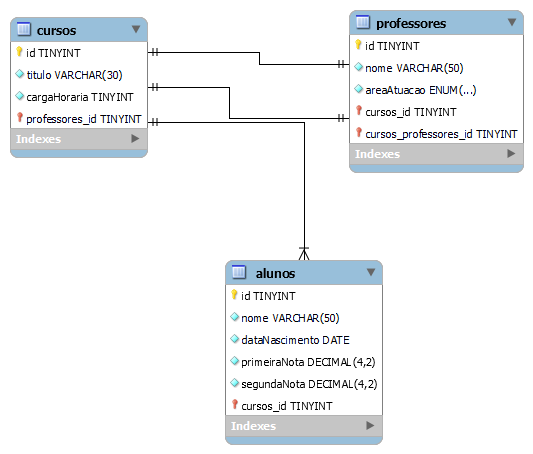 cursos
id TINYINT
titulo VARCHAR(30)
cargaHoraria TINYINT
professores_id TINYINT
Indexes
professores
id TINYINT
nome VARCHAR(50)
areaAtuacao ENUM(...)
cursos_id TINYINT
cursos_professores_id TINYINT
Indexes
alunos
id TINYINT
nome VARCHAR(50)
dataNascimento DATE
primeiraNota DECIMAL(4,2)
segundaNota DECIMAL(4,2)
cursos_id TINYINT
Indexes